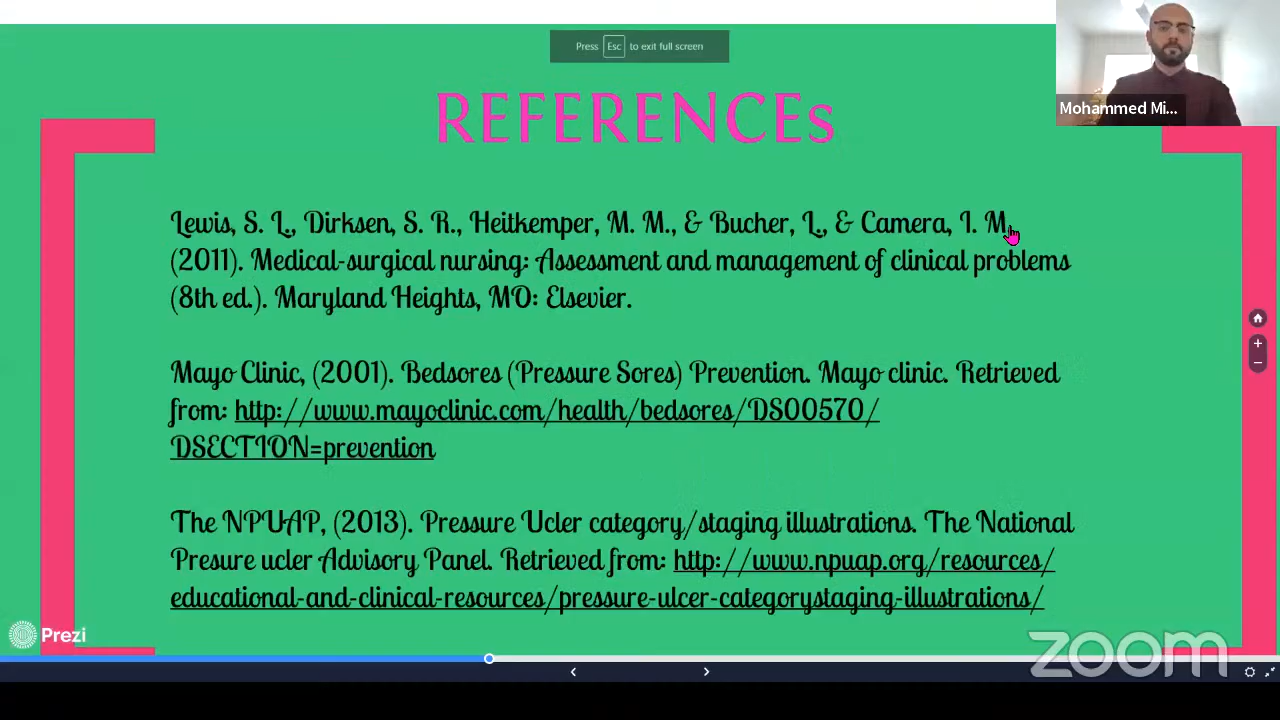 Press Esc to exit full screen
Mohammed Mi...
REFERENCEs
Lewis, S. L., Dirksen, S. R., Heitkemper, M. M., & Bucher, L., & Camera, I. M.
(2011). Medical-surgical nursing: Assessment and management of clinical problems
(8th ed.). Maryland Heights, MO: Elsevier.
Mayo Clinic, (2001). Bedsores (Pressure Sores) Prevention. Mayo clinic. Retrieved
from: http://www.mayoclinic.com/health/bedsores/DS00570/
DSECTION=prevention
The NPUAP, (2013). Pressure Ucler category/staging illustrations. The National
Presure ucler Advisory Panel. Retrieved from: http://www.npuap.org/resources/
educational-and-clinical-resources/pressure-ulcer-categorystaging-illustrations/
Prezi
zoom